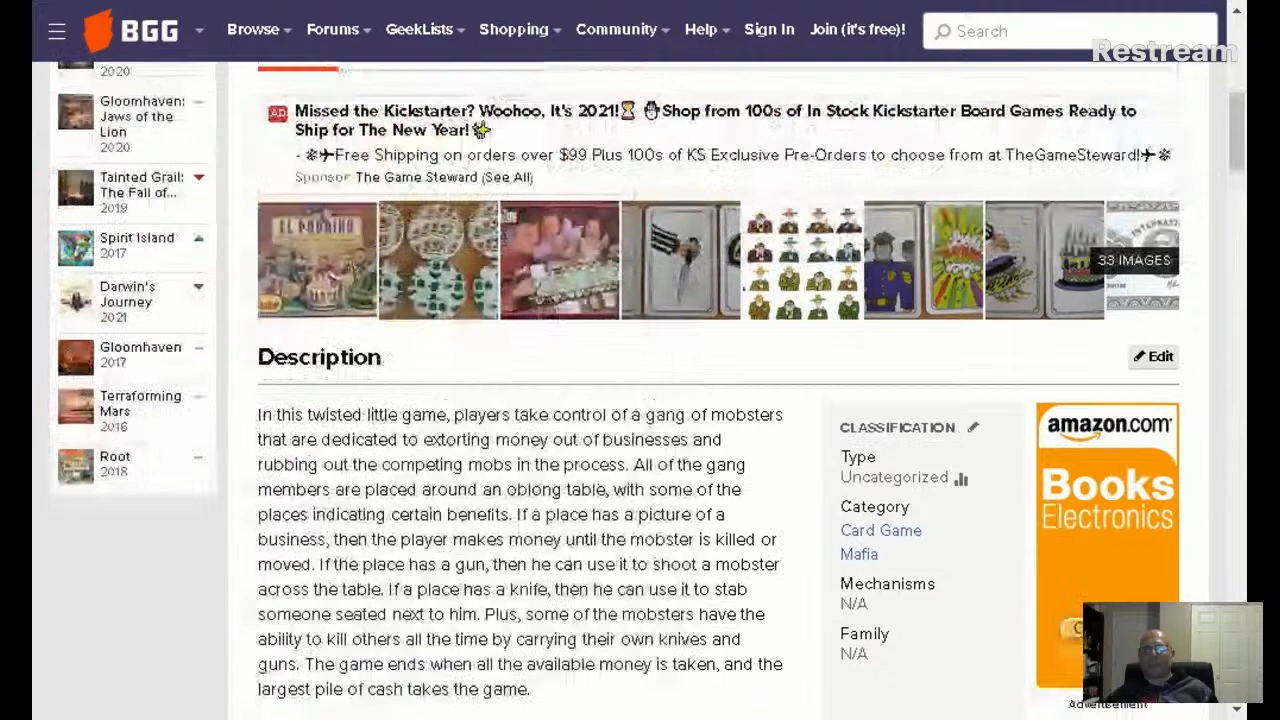 BGG Browse Forums GeekLists Shopping Community Help Sign In Join (it's free!) Search
Restream
2020
Gloomhaven:
Jaws of the
Lion
2020
Tainted Grail:
The Fall of...
2019
Spirit Island
2017
Darwin's
Journey
2021
Gloomhaven
2017
Terraforming
Mars
2016
Root
2018
AD
Missed the Kickstarter? Woohoo, It's 2021!⏳ ⛄Shop from 100s of In Stock Kickstarter Board Games Ready to
Ship for The New Year!
- ❄✈Free Shipping on orders over $99 Plus 100s of KS Exclusive Pre-Orders to choose from at TheGameSteward!✈❄
Sponsor The Game Steward (See All)
EL PADRINO
33 IMAGES
Description
Edit
In this twisted little game, players take control of a gang of mobsters
that are dedicated to extorting money out of businesses and
rubbing out the competing mobs in the process. All of the gang
members are placed around an oblong table, with some of the
places indicating certain benefits. If a place has a picture of a
business, then the player makes money until the mobster is killed or
moved. If the place has a gun, then he can use it to shoot a mobster
across the table. If a place has a knife, then he can use it to stab
someone seated next to him. Plus, some of the mobsters have the
ability to kill others all the time by carrying their own knives and
guns. The game ends when all the available money is taken, and the
largest pile of cash takes the game.
CLASSIFICATION
Type
Uncategorized
Category
Card Game
Mafia
Mechanisms
N/A
Family
N/A
amazon.com
Books
Electronics
Advertisement